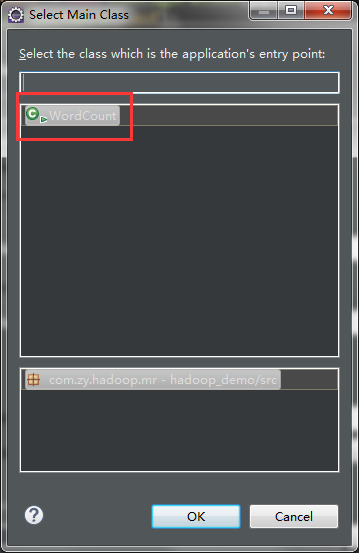 Select Main Class
Select the class which is the application's entry point:
WordCount
com.zy.hadoop.mr - hadoop_demo/src
OK
Cancel